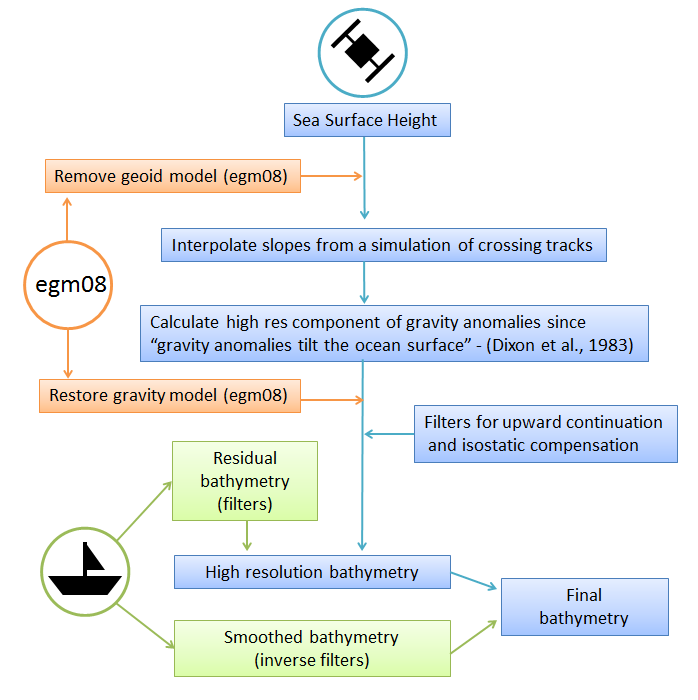 Sea Surface Height
Remove geoid model (egm08)
Interpolate slopes from a simulation of crossing tracks
egm08
Calculate high res component of gravity anomalies since
“gravity anomalies tilt the ocean surface” - (Dixon et al., 1983)
Restore gravity model (egm08)
Filters for upward continuation
and isostatic compensation
Residual
bathymetry
(filters)
High resolution bathymetry
Final
bathymetry
Smoothed bathymetry
(inverse filters)